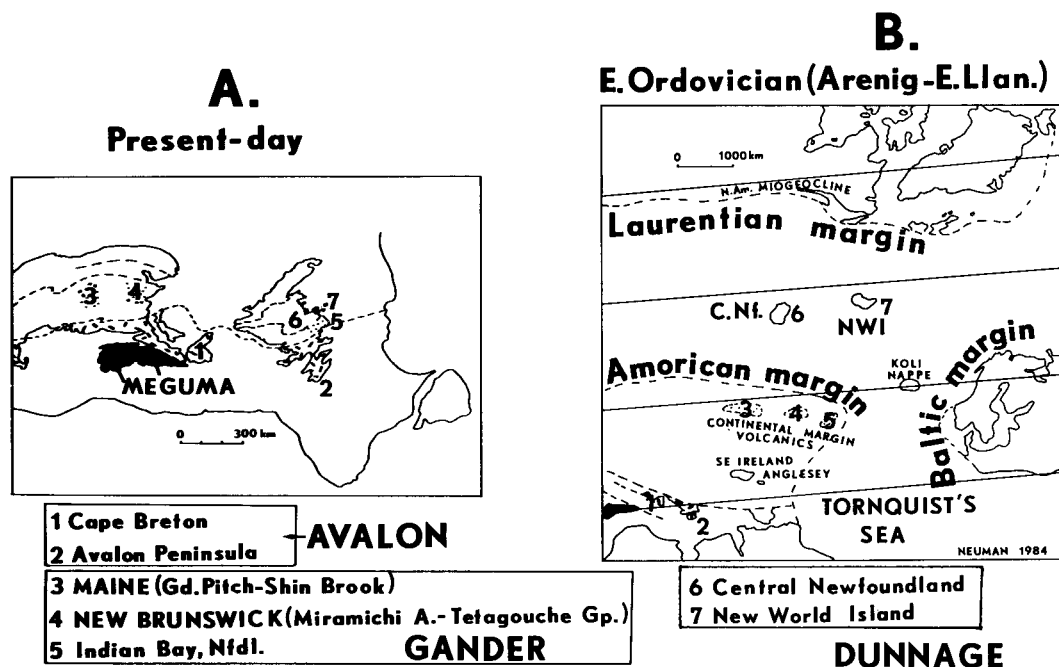 A.
Present-day
3
4
7
6
5
1
MEGUMA
2
0 300 km
1 Cape Breton
2 Avalon Peninsula
AVALON
3 MAINE (Gd. Pitch-Shin Brook)
4 NEW BRUNSWICK (Miramichi A.- Tetagouche Gp.)
5 Indian Bay, Nfdl.
GANDER
B.
E. Ordovician (Arenig-E.Llan.)
0 1000 km
N.Am. MIOGEOCLINE
Laurentian margin
C.Nf. 6
7
NWI
Amorican margin
KOLI
NAPPE
Baltic margin
3 4 5
CONTINENTAL MARGIN
VOLCANICS
SE IRELAND
ANGLESEY
2
TORNQUIST'S
SEA
NEUMAN 1984
6 Central Newfoundland
7 New World Island
DUNNAGE